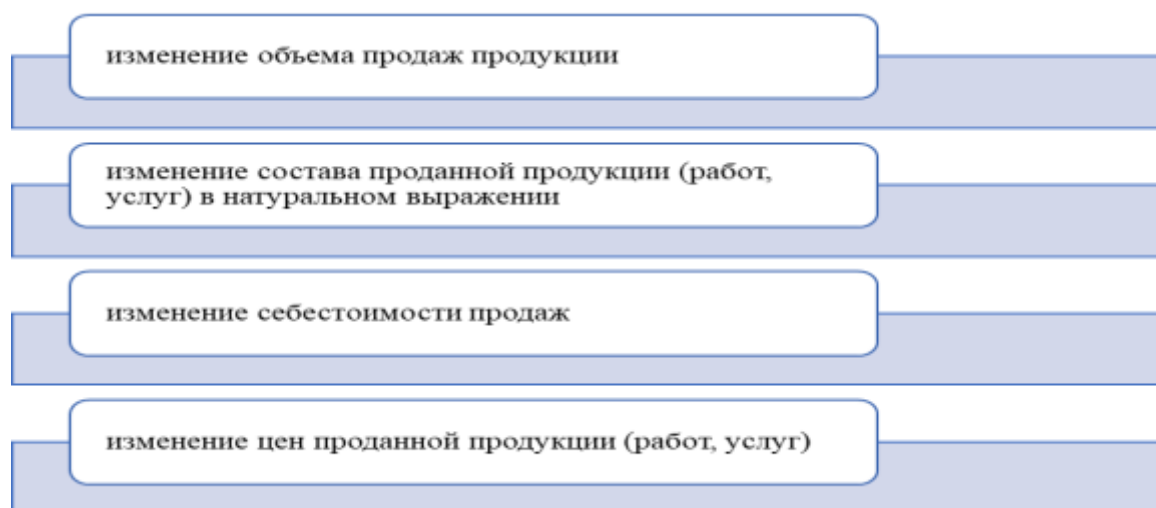 изменение объема продаж продукции
изменение состава проданной продукции (работ,
услуг) в натуральном выражении
изменение себестоимости продаж
изменение цен проданной продукции (работ, услуг)